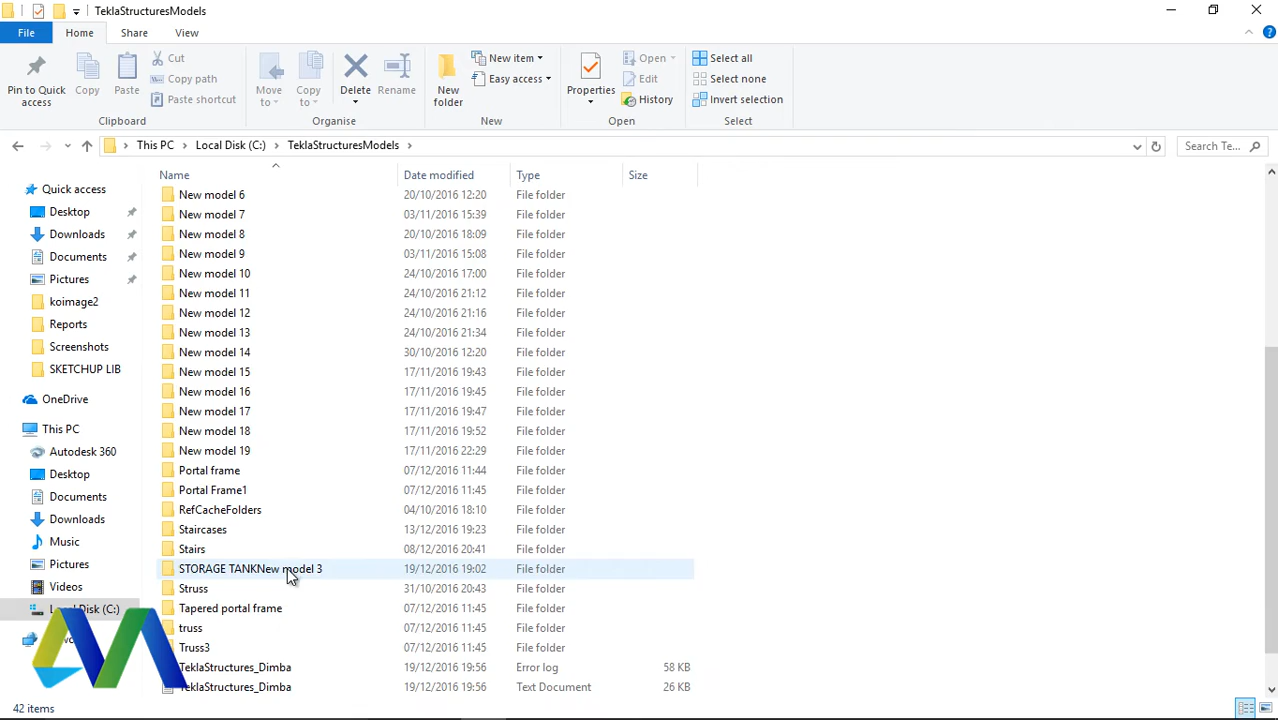 TeklaStructuresModels
File Home Share View
Pin to Quick access
Copy
Paste
Cut
Copy path
Paste shortcut
Clipboard
Move to
Copy to
Delete
Rename
Organise
New folder
New item
Easy access
New
Properties
Open
Edit
History
Open
Select all
Select none
Invert selection
Select
This PC Local Disk (C:) TeklaStructuresModels
Search Te...
Quick access
Desktop
Downloads
Documents
Pictures
koimage2
Reports
Screenshots
SKETCHUP LIB
OneDrive
This PC
Autodesk 360
Desktop
Documents
Downloads
Music
Pictures
Videos
Local Disk (C:)
Name Date modified Type Size
New model 6 20/10/2016 12:20 File folder
New model 7 03/11/2016 15:39 File folder
New model 8 20/10/2016 18:09 File folder
New model 9 03/11/2016 15:08 File folder
New model 10 24/10/2016 17:00 File folder
New model 11 24/10/2016 21:12 File folder
New model 12 24/10/2016 21:16 File folder
New model 13 24/10/2016 21:34 File folder
New model 14 30/10/2016 12:20 File folder
New model 15 17/11/2016 19:43 File folder
New model 16 17/11/2016 19:45 File folder
New model 17 17/11/2016 19:47 File folder
New model 18 17/11/2016 19:52 File folder
New model 19 17/11/2016 22:29 File folder
Portal frame 07/12/2016 11:44 File folder
Portal Frame1 07/12/2016 11:45 File folder
RefCacheFolders 04/10/2016 18:10 File folder
Staircases 13/12/2016 19:23 File folder
Stairs 08/12/2016 20:41 File folder
STORAGE TANKNew model 3 19/12/2016 19:02 File folder
Struss 31/10/2016 20:43 File folder
Tapered portal frame 07/12/2016 11:45 File folder
truss 07/12/2016 11:45 File folder
Truss3 07/12/2016 11:45 File folder
TeklaStructures_Dimba 19/12/2016 19:56 Error log 58 KB
TeklaStructures_Dimba 19/12/2016 19:56 Text Document 26 KB
42 items